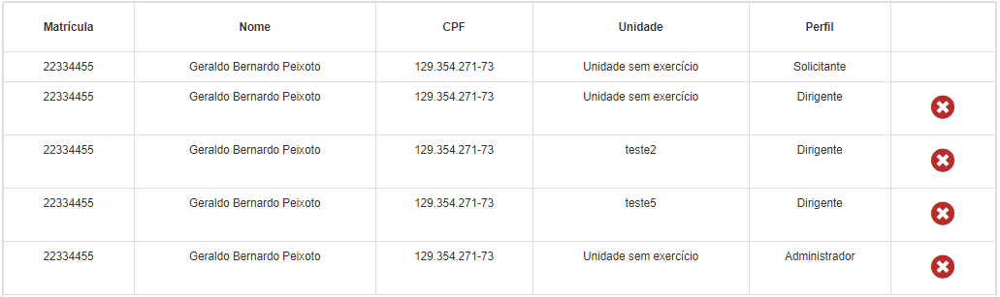 Matrícula Nome CPF Unidade Perfil
22334455 Geraldo Bernardo Peixoto 129.354.271-73 Unidade sem exercício Solicitante
22334455 Geraldo Bernardo Peixoto 129.354.271-73 Unidade sem exercício Dirigente
22334455 Geraldo Bernardo Peixoto 129.354.271-73 teste2 Dirigente
22334455 Geraldo Bernardo Peixoto 129.354.271-73 teste5 Dirigente
22334455 Geraldo Bernardo Peixoto 129.354.271-73 Unidade sem exercício Administrador